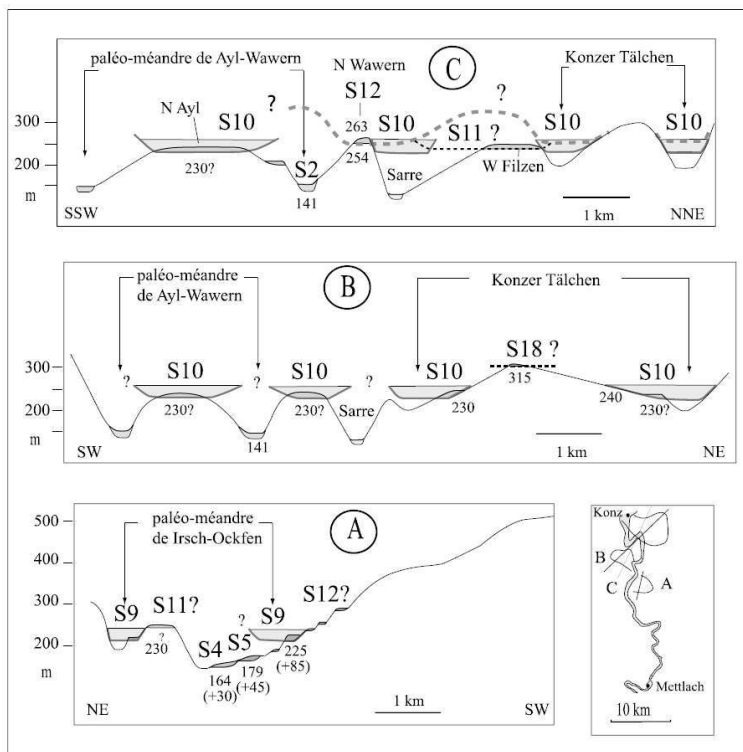 paléo-méandre de Ayl-Wawern
N Wawern
C
Konzer Tälchen
S12
?
?
N Ayl
S10
263
S10
S11 ?
S10
S10
300
200
m
254
230?
S2
Sarre
W Filzen
141
SSW
1 km
NNE
paléo-méandre
de Ayl-Wawern
B
Konzer Tälchen
S18 ?
300
? S10 ? S10 ? S10 315 S10
200
m
230? 230? Sarre 230 240 230?
141
SW
1 km
NE
500
paléo-méandre
de Irsch-Ockfen
A
400
300
S9
S11?
S9
S12?
?
200
?
230
S4
S5
m
164
(+30)
179
(+45)
225
(+85)
NE
1 km
SW
Konz
B
A
C
Mettlach
10 km